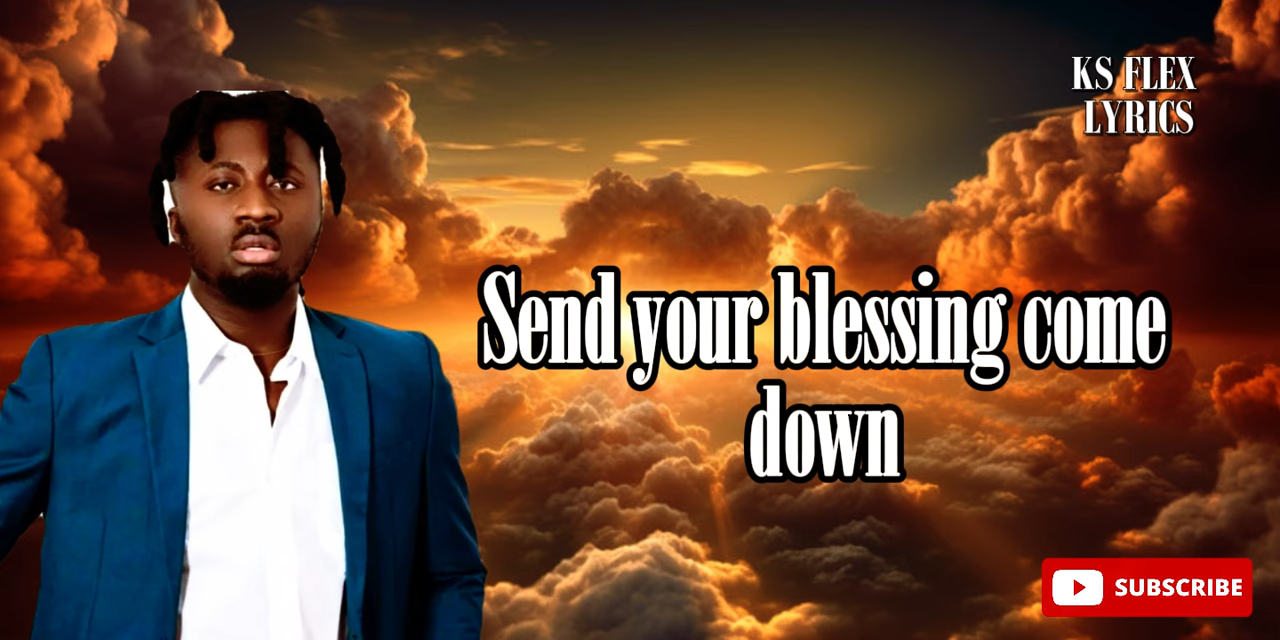 KS FLEX
LYRICS
Send your blessing come
down
SUBSCRIBE